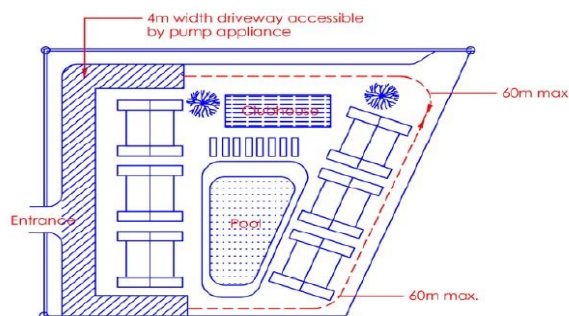 4m width driveway accessible
by pump appliance
60m max
Clubhouse
Entrance
Pool
60m max.